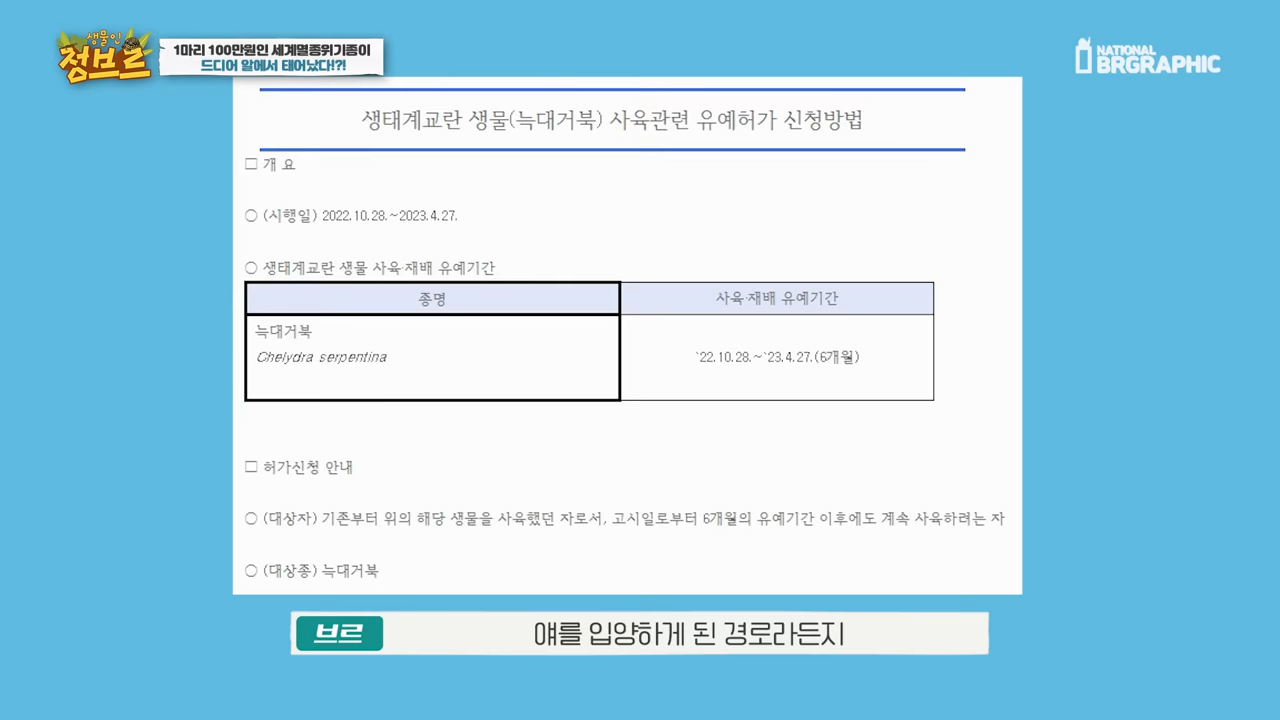 생물인
정브르
1마리 100만원인 세계멸종위기종이
드디어 알에서 태어났다!?!
NATIONAL
BRGRAPHIC
생태계교란 생물(늑대거북) 사육관련 유예허가 신청방법
□ 개 요
○ (시행일) 2022.10.28.~2023.4.27.
○ 생태계교란 생물 사육·재배 유예기간
종명
사육·재배 유예기간
늑대거북
Chelydra serpentina
`22.10.28.~`23.4.27.(6개월)
□ 허가신청 안내
○ (대상자) 기존부터 위의 해당 생물을 사육했던 자로서, 고시일로부터 6개월의 유예기간 이후에도 계속 사육하려는 자
○ (대상종) 늑대거북
브르
얘를 입양하게 된 경로라든지